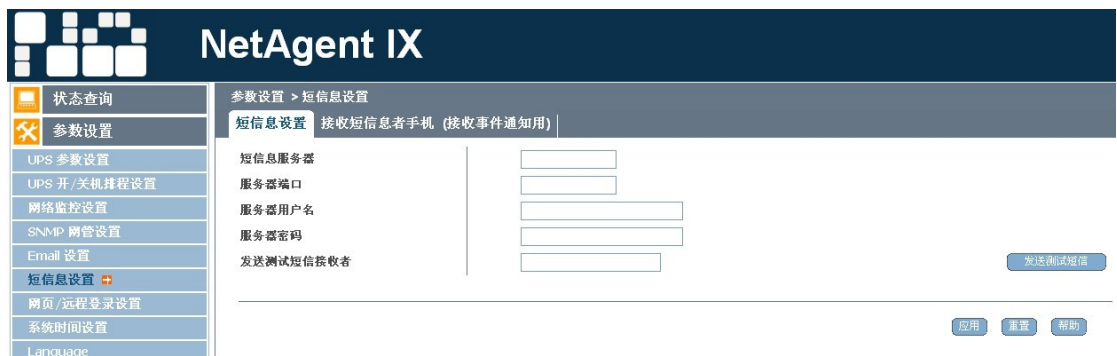 NetAgent IX
状态查询
参数设置
UPS 参数设置
UPS 开/关机排程设置
网络监控设置
SNMP 网管设置
Email 设置
短信息设置
网页/远程登录设置
系统时间设置
Language
参数设置 > 短信息设置
短信息设置 接收短信息者手机 (接收事件通知用)
短信息服务器
服务器端口
服务器用户名
服务器密码
发送测试短信接收者 发送测试短信
应用 重置 帮助